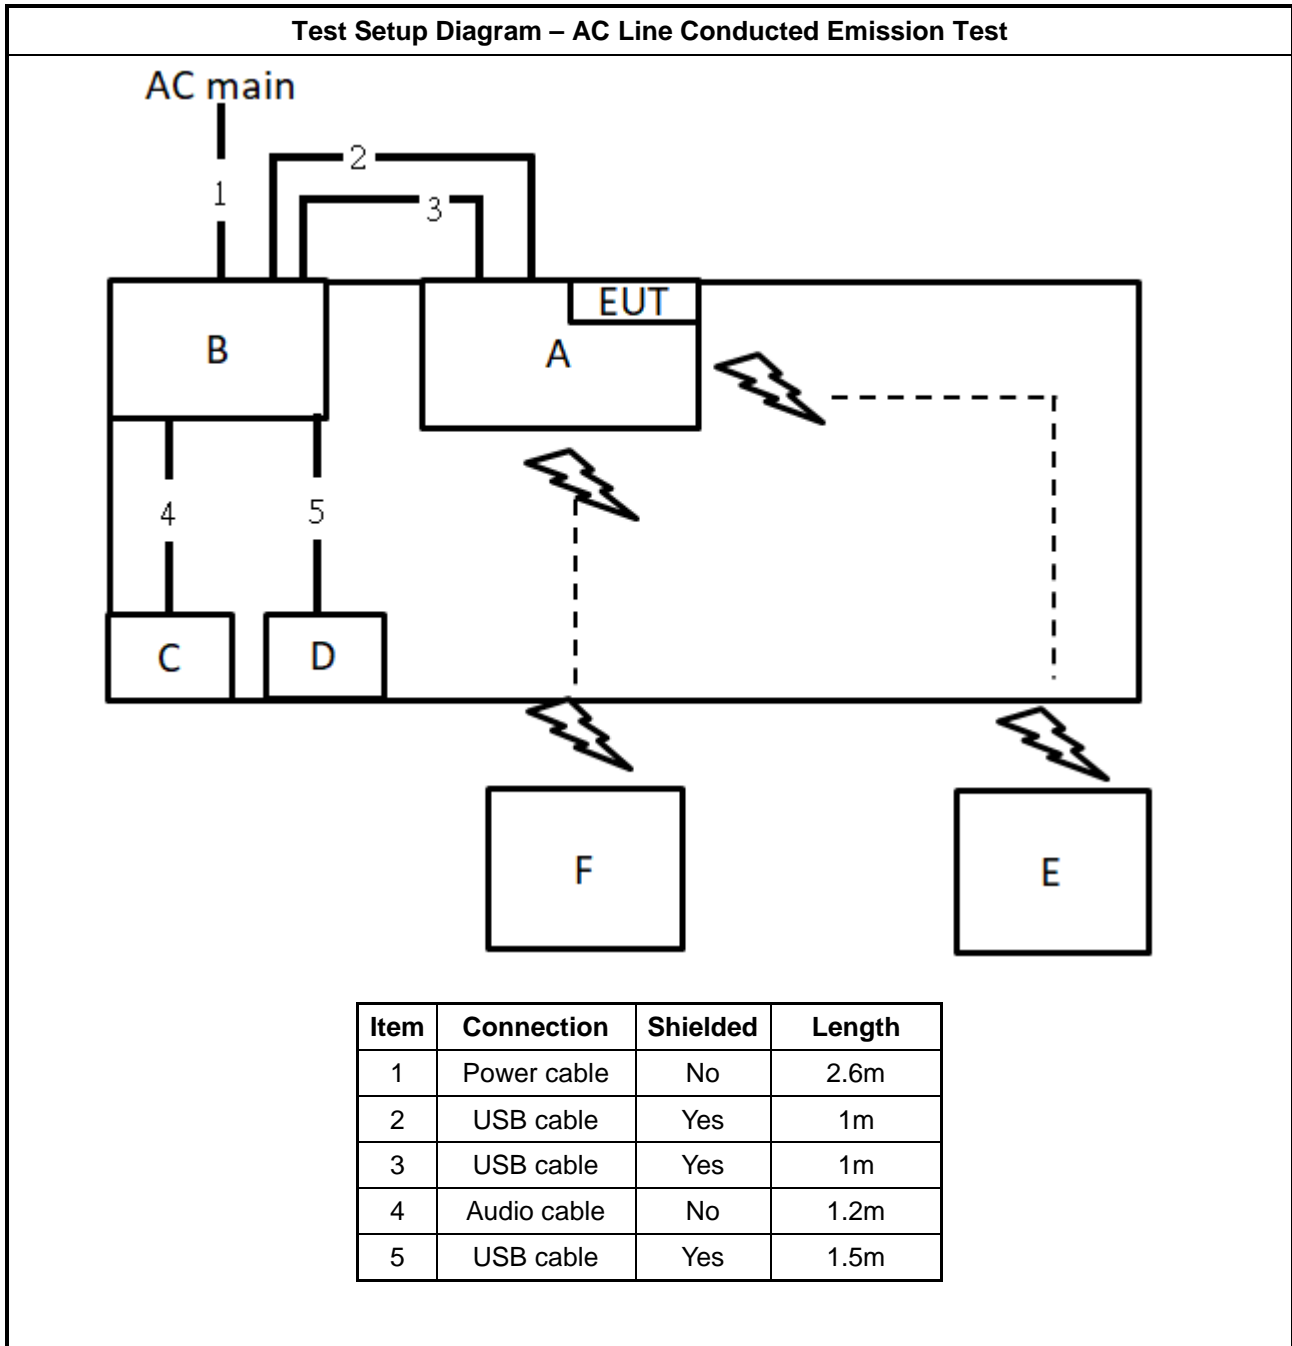 Test Setup Diagram – AC Line Conducted Emission Test
AC main
2
1
3
EUT
B
A
4
5
C
D
F
E
Item Connection Shielded Length
1 Power cable No 2.6m
2 USB cable Yes 1m
3 USB cable Yes 1m
4 Audio cable No 1.2m
5 USB cable Yes 1.5m